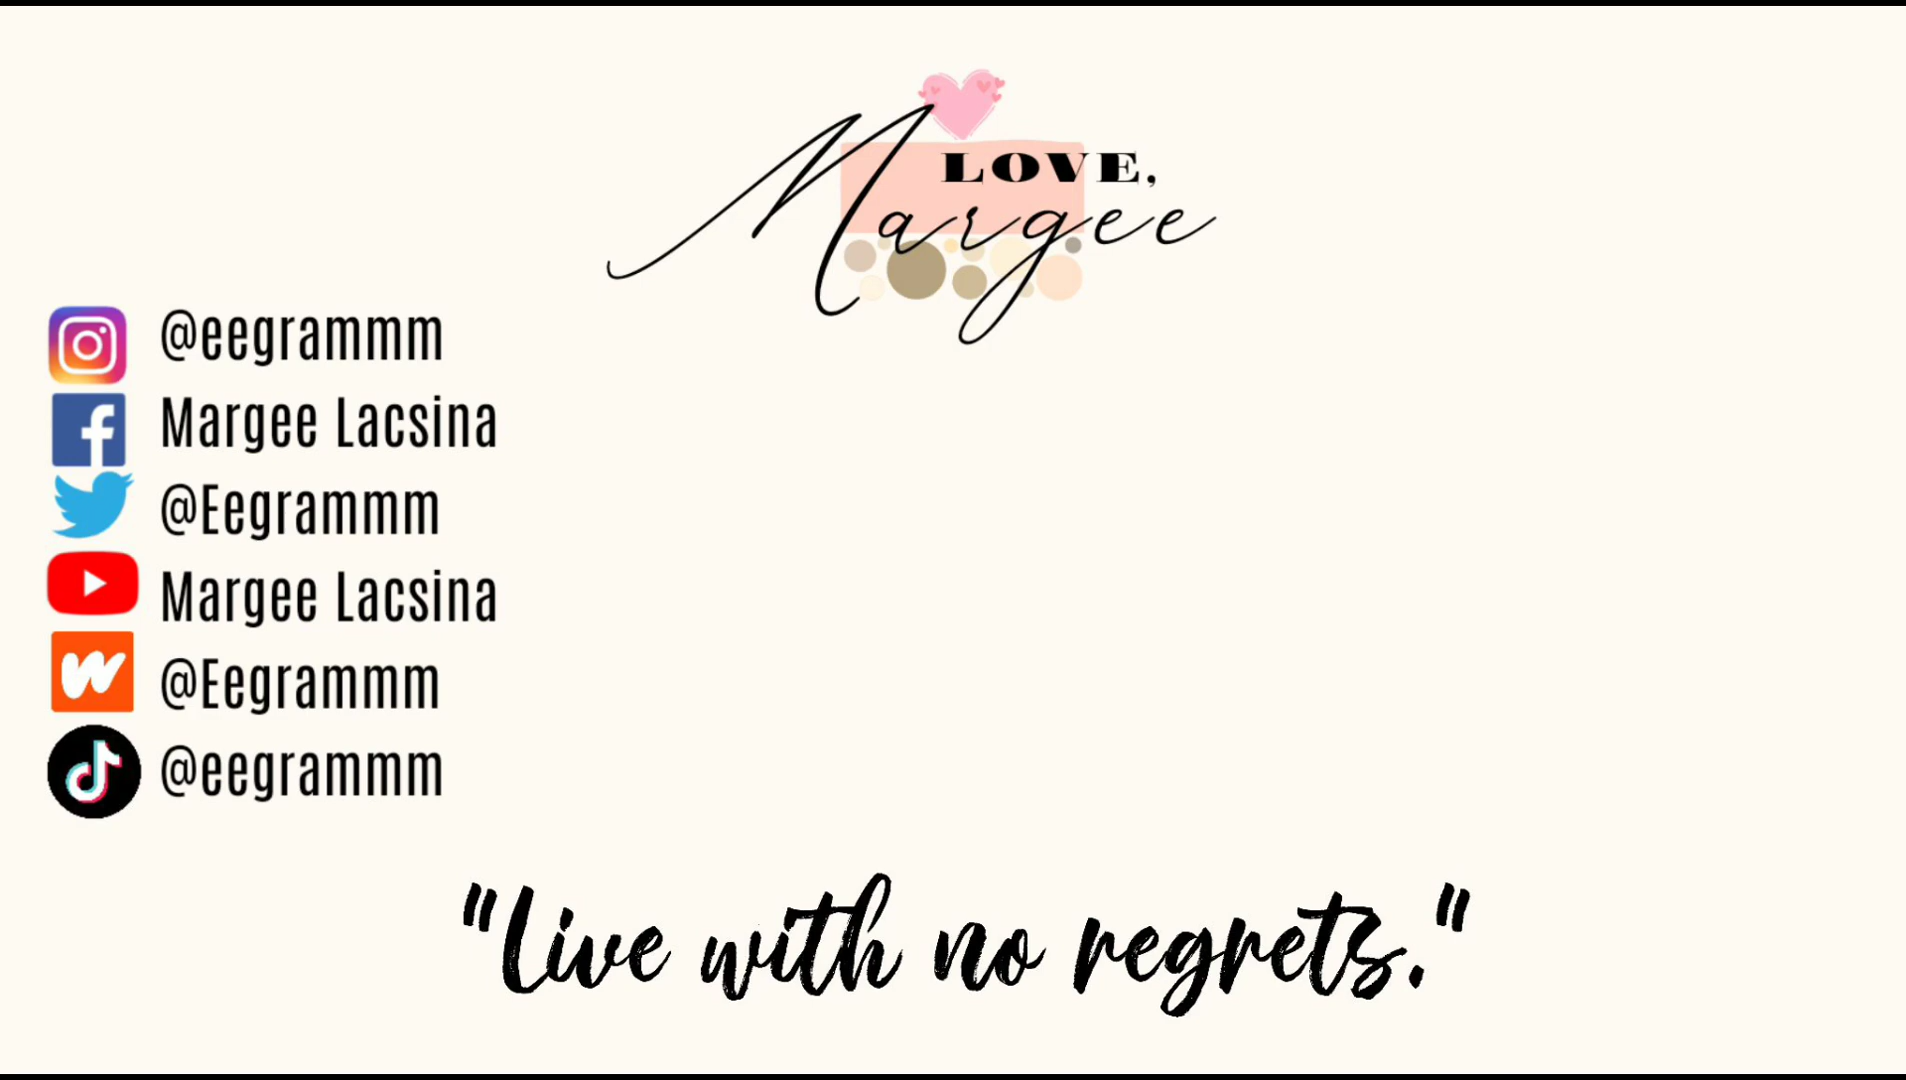 LOVE,
Margee
@eegrammm
Margee Lacsina
@Eegrammm
Margee Lacsina
@Eegrammm
@eegrammm
"Live with no regrets."